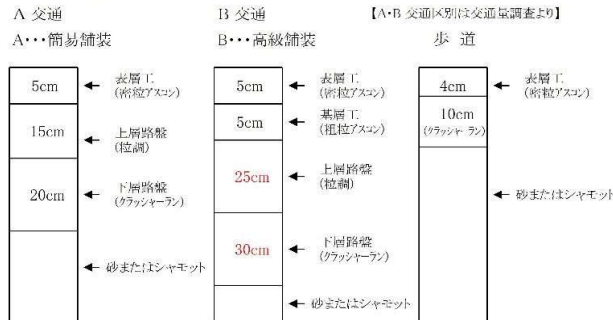 A 交通
A・・・簡易舗装
5cm
← 表層工
(密粒アスコン)
15cm
← 上層路盤
(粒調)
20cm
← 下層路盤
(クラッシャーラン)
← 砂またはシャモット
B 交通
B・・・高級舗装
5cm
← 表層工
(密粒アスコン)
5cm
← 基層工
(粗粒アスコン)
25cm
← 上層路盤
(粒調)
30cm
← 下層路盤
(クラッシャーラン)
← 砂またはシャモット
【A・B 交通区別は交通量調査より】
歩 道
4cm
← 表層工
(密粒アスコン)
10cm
(クラッシャーラン)
← 砂またはシャモット